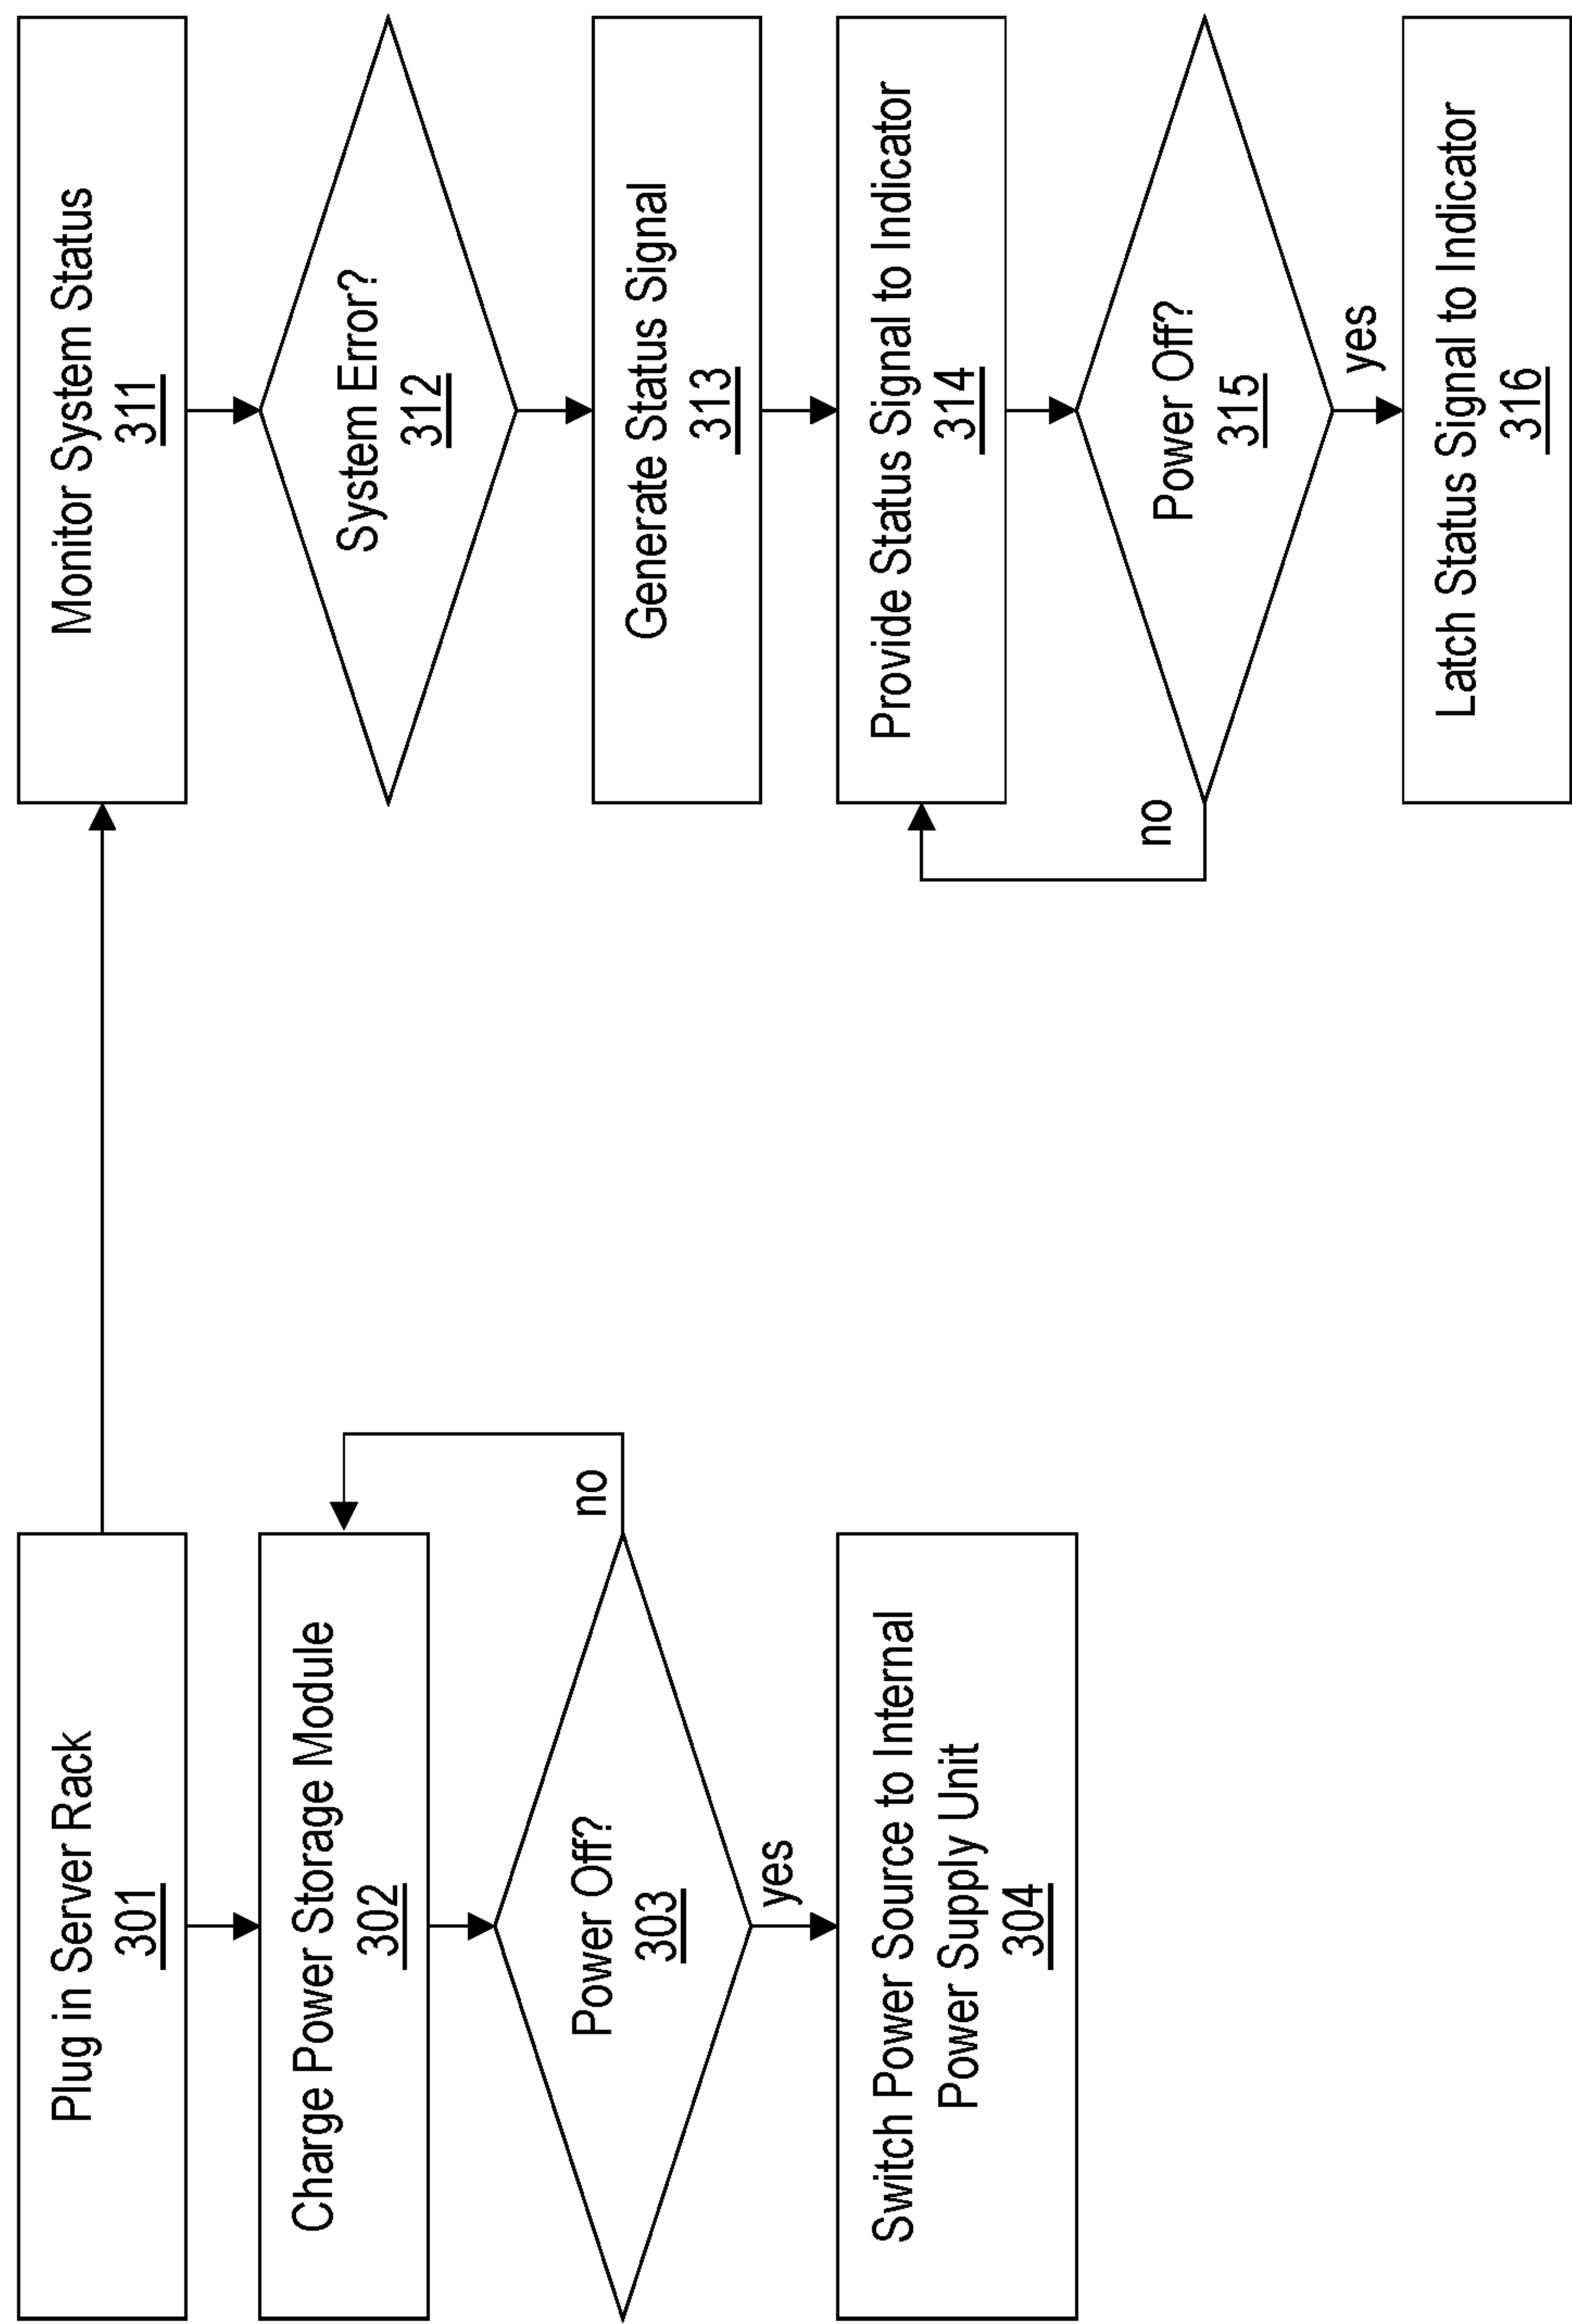 Plug in Server Rack
301
Charge Power Storage Module
302
Power Off?
303
no
yes
Switch Power Source to Internal
Power Supply Unit
304
Monitor System Status
311
System Error?
312
Generate Status Signal
313
Provide Status Signal to Indicator
314
Power Off?
315
no
yes
Latch Status Signal to Indicator
316